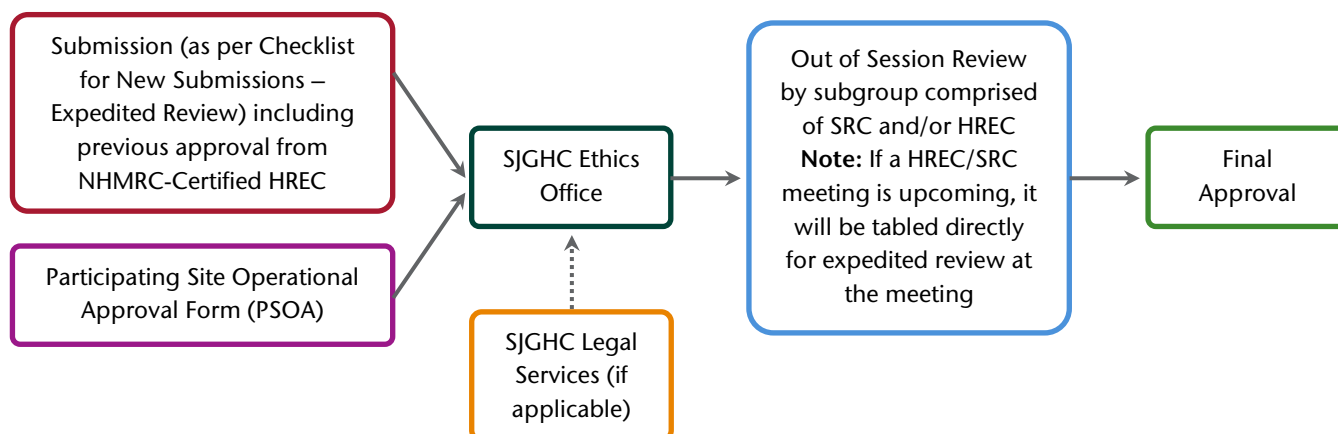 Submission (as per Checklist
for New Submissions –
Expedited Review) including
previous approval from
NHMRC-Certified HREC
Participating Site Operational
Approval Form (PSOA)
SJGHC Ethics
Office
SJGHC Legal
Services (if
applicable)
Out of Session Review
by subgroup comprised
of SRC and/or HREC
Note: If a HREC/SRC
meeting is upcoming, it
will be tabled directly
for expedited review at
the meeting
Final
Approval